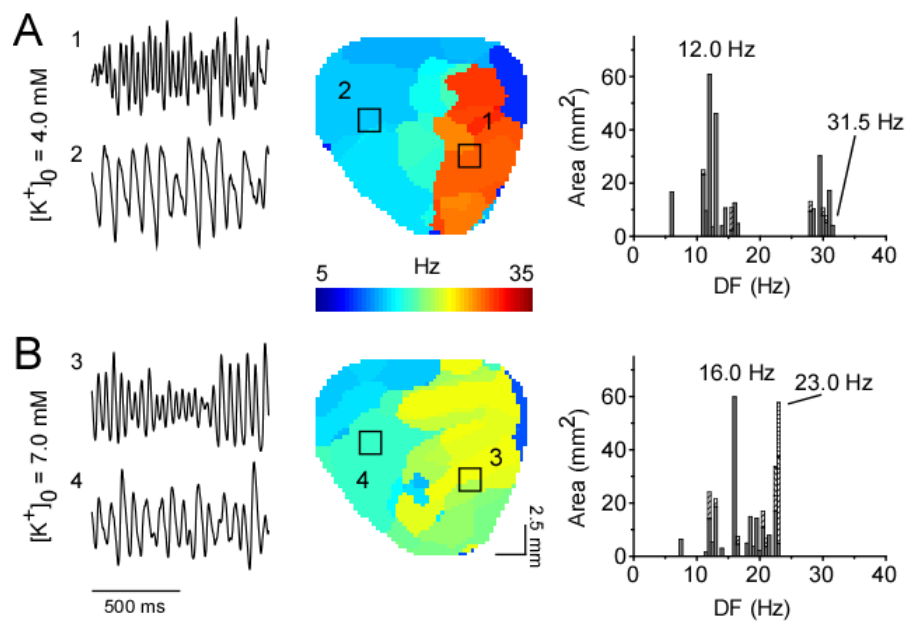 A
1
2
[K⁺]₀ = 4.0 mM
2
1
Hz
5
35
12.0 Hz
31.5 Hz
Area (mm²)
60
40
20
0
0 10 20 30 40
DF (Hz)
B
3
4
[K⁺]₀ = 7.0 mM
500 ms
4
3
2.5 mm
16.0 Hz
23.0 Hz
Area (mm²)
60
40
20
0
0 10 20 30 40
DF (Hz)